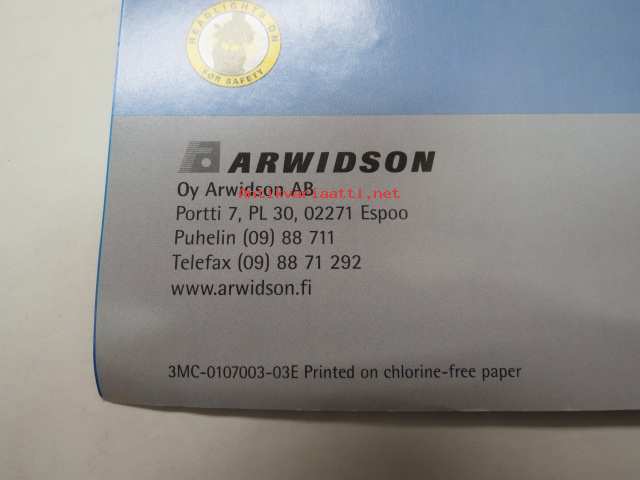 HEADLIGHTS ON
FOR SAFETY
ARWIDSON
Oy Arwidson AB
Antinvariaatti.net
Portti 7, PL 30, 02271 Espoo
Puhelin (09) 88 711
Telefax (09) 88 71 292
www.arwidson.fi
3MC-0107003-03E Printed on chlorine-free paper